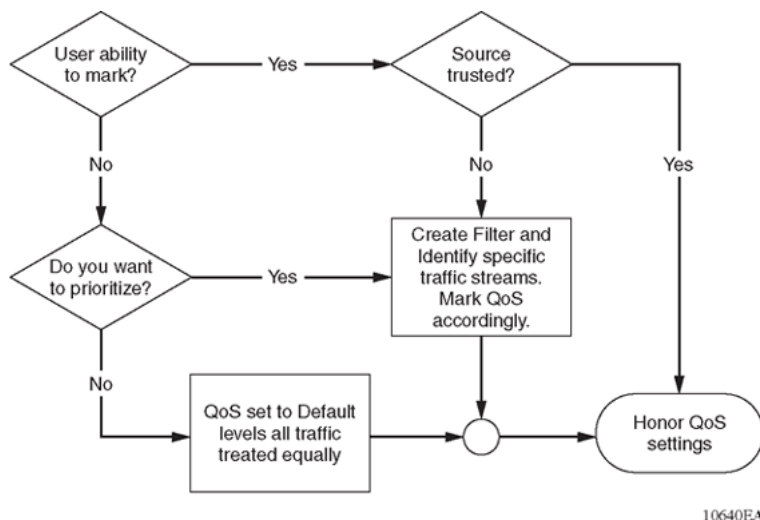 User ability
to mark?
Yes
Source
trusted?
No
No
Yes
Do you want
to prioritize?
Yes
Create Filter and
Identify specific
traffic streams.
Mark QoS
accordingly.
No
QoS set to Default
levels all traffic
treated equally
Honor QoS
settings
10640EA